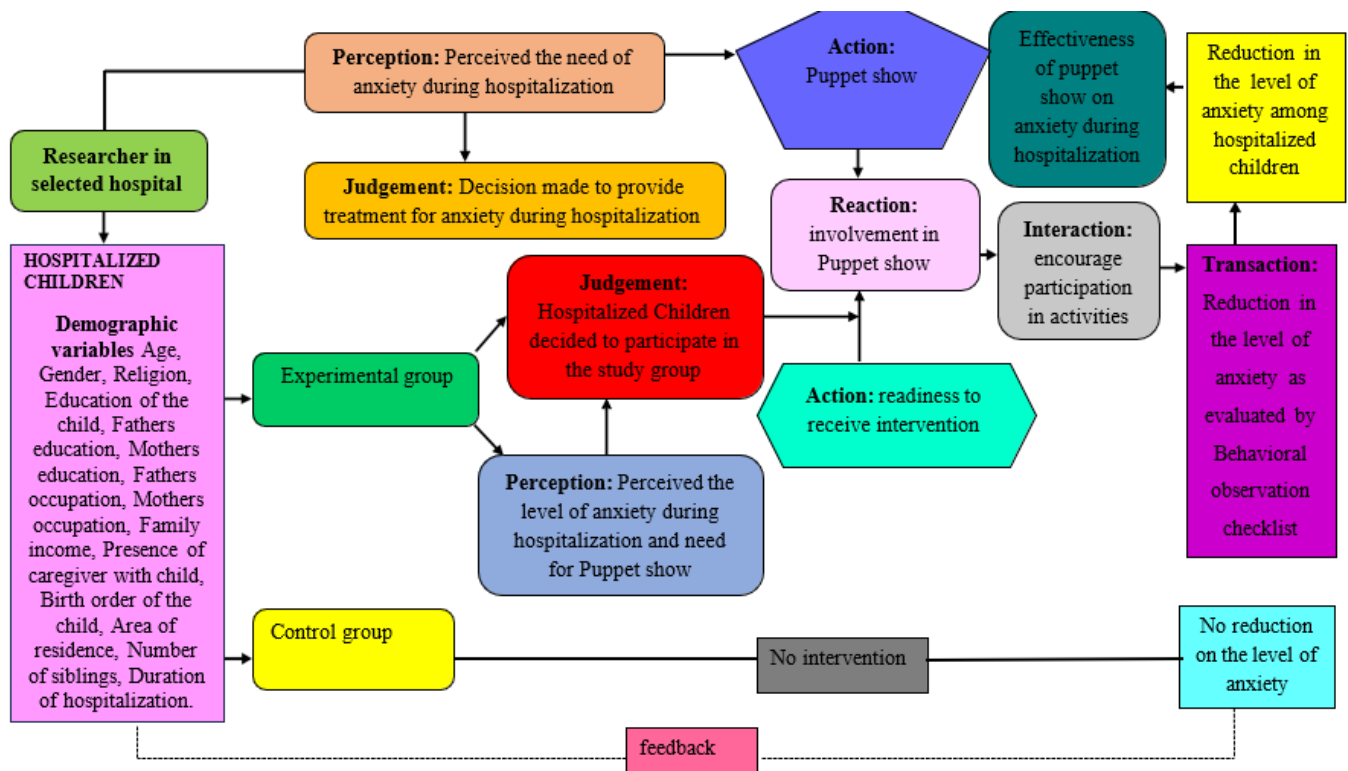 Perception: Perceived the need of
anxiety during hospitalization
Action:
Puppet show
Effectiveness
of puppet
show on
anxiety during
hospitalization
Reduction in
the level of
anxiety among
hospitalized
children
Researcher in
selected hospital
Judgement: Decision made to provide
treatment for anxiety during hospitalization
Reaction:
involvement in
Puppet show
Interaction:
encourage
participation
in activities
Transaction:
Reduction in
the level of
anxiety as
evaluated by
Behavioral
observation
checklist
HOSPITALIZED
CHILDREN
Demographic
variables Age,
Gender, Religion,
Education of the
child, Fathers
education, Mothers
education, Fathers
occupation, Mothers
occupation, Family
income, Presence of
caregiver with child,
Birth order of the
child, Area of
residence, Number
of siblings, Duration
of hospitalization.
Experimental group
Judgement:
Hospitalized Children
decided to participate in
the study group
Action: readiness to
receive intervention
Perception: Perceived the
level of anxiety during
hospitalization and need
for Puppet show
Control group
No intervention
No reduction
on the level of
anxiety
feedback